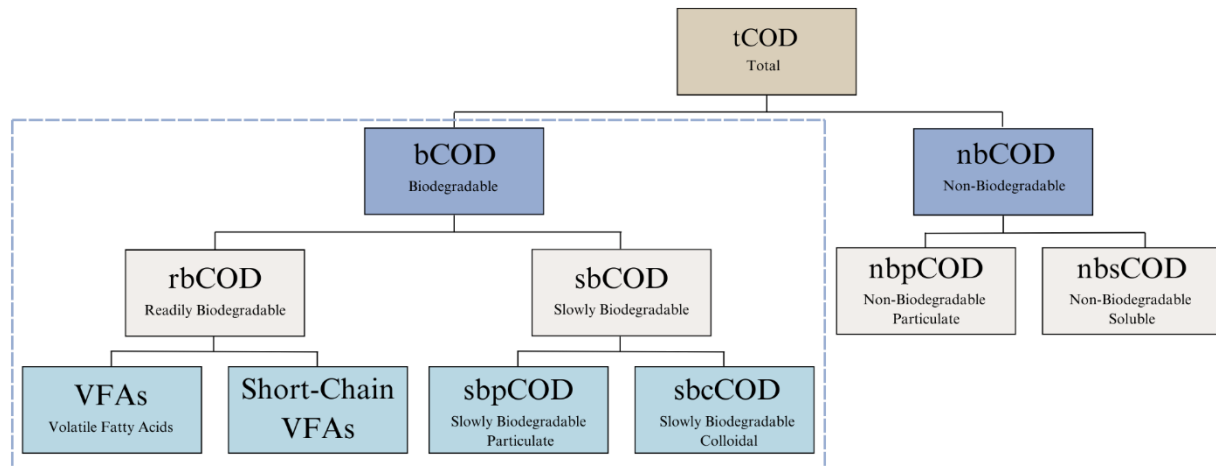 tCOD
Total
bCOD
Biodegradable
nbCOD
Non-Biodegradable
rbCOD
Readily Biodegradable
sbCOD
Slowly Biodegradable
nbpCOD
Non-Biodegradable
Particulate
nbsCOD
Non-Biodegradable
Soluble
VFAs
Volatile Fatty Acids
Short-Chain
VFAs
sbpCOD
Slowly Biodegradable
Particulate
sbcCOD
Slowly Biodegradable
Colloidal